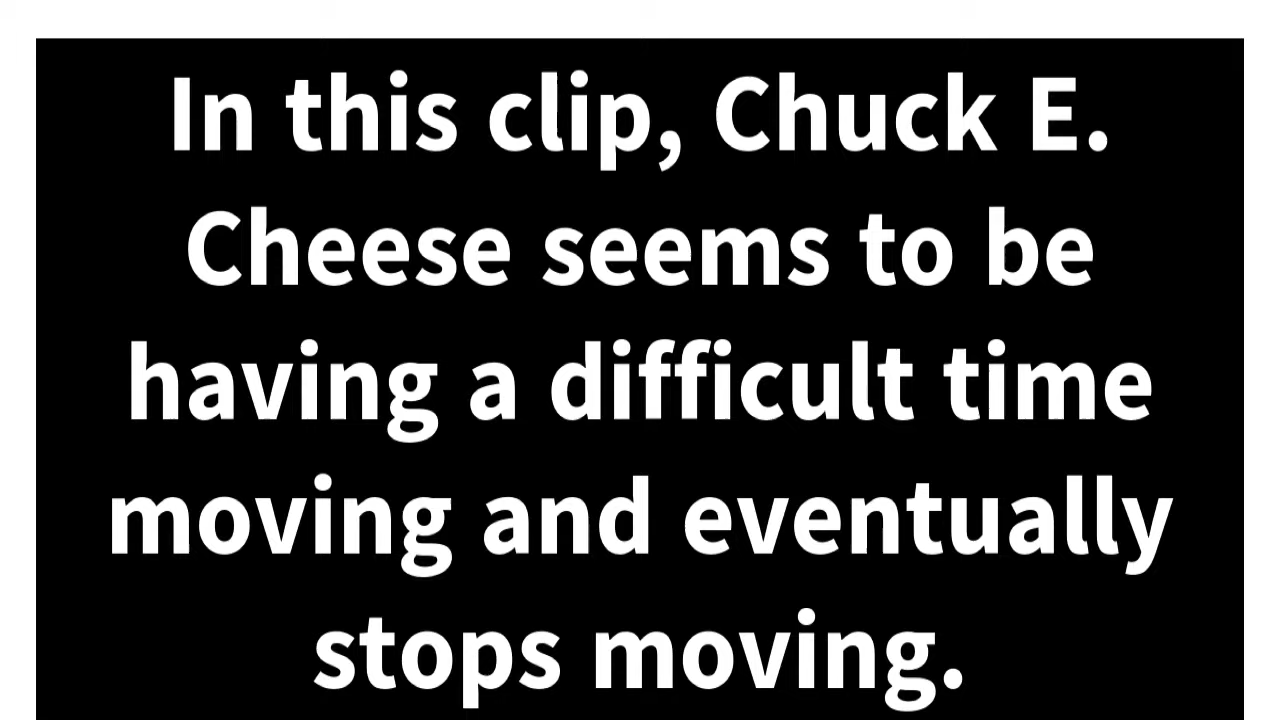 In this clip, Chuck E.
Cheese seems to be
having a difficult time
moving and eventually
stops moving.